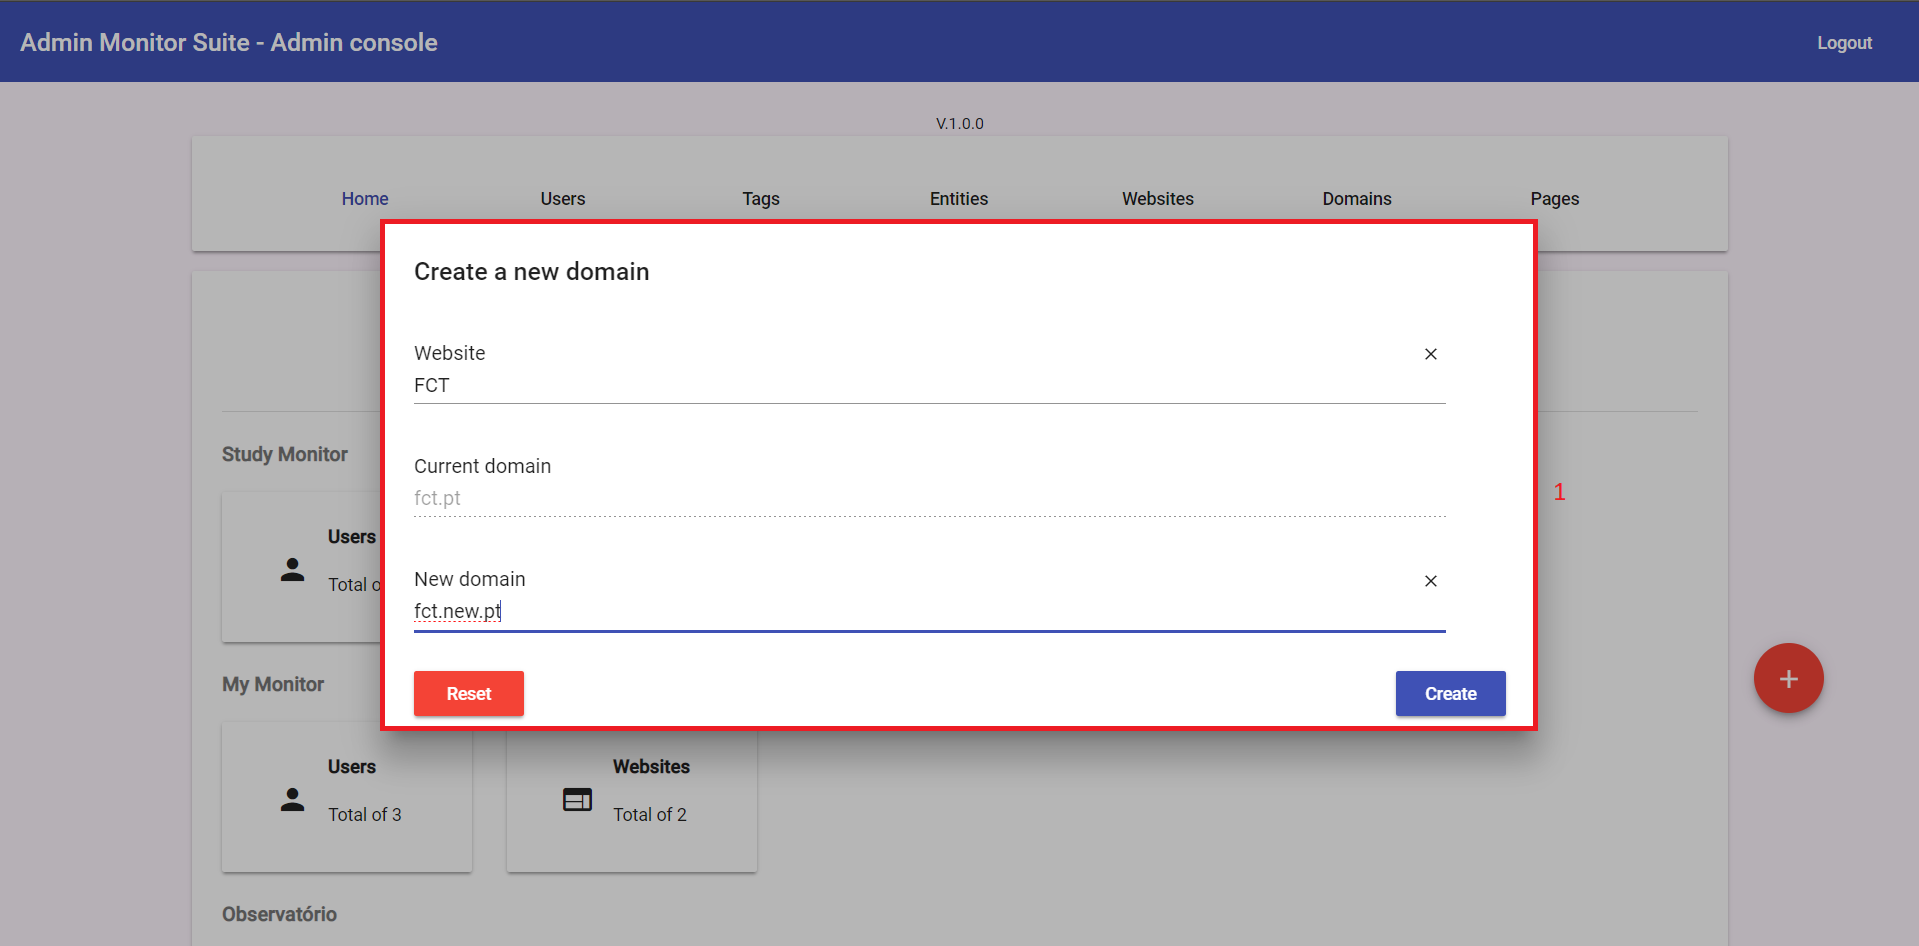 Admin Monitor Suite - Admin console
Logout
V.1.0.0
Home Users Tags Entities Websites Domains Pages
Create a new domain
Website
FCT
Current domain
fct.pt
New domain
fct.new.pt
Reset
Create
1
Study Monitor
Users
Total o
My Monitor
Users
Total of 3
Websites
Total of 2
Observatório